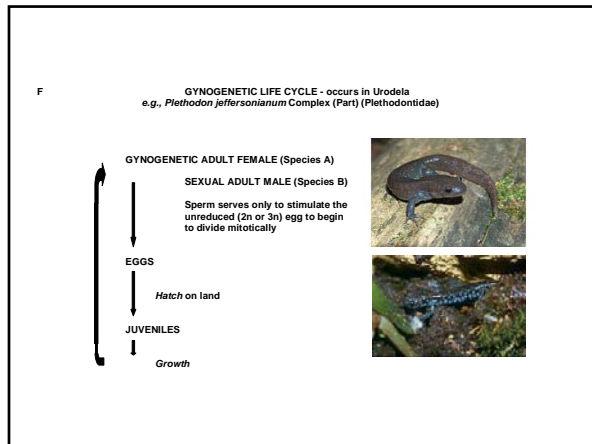 F
GYNOGENETIC LIFE CYCLE - occurs in Urodela
e.g., Plethodon jeffersonianum Complex (Part) (Plethodontidae)
GYNOGENETIC ADULT FEMALE (Species A)
SEXUAL ADULT MALE (Species B)
Sperm serves only to stimulate the
unreduced (2n or 3n) egg to begin
to divide mitotically
EGGS
Hatch on land
JUVENILES
Growth